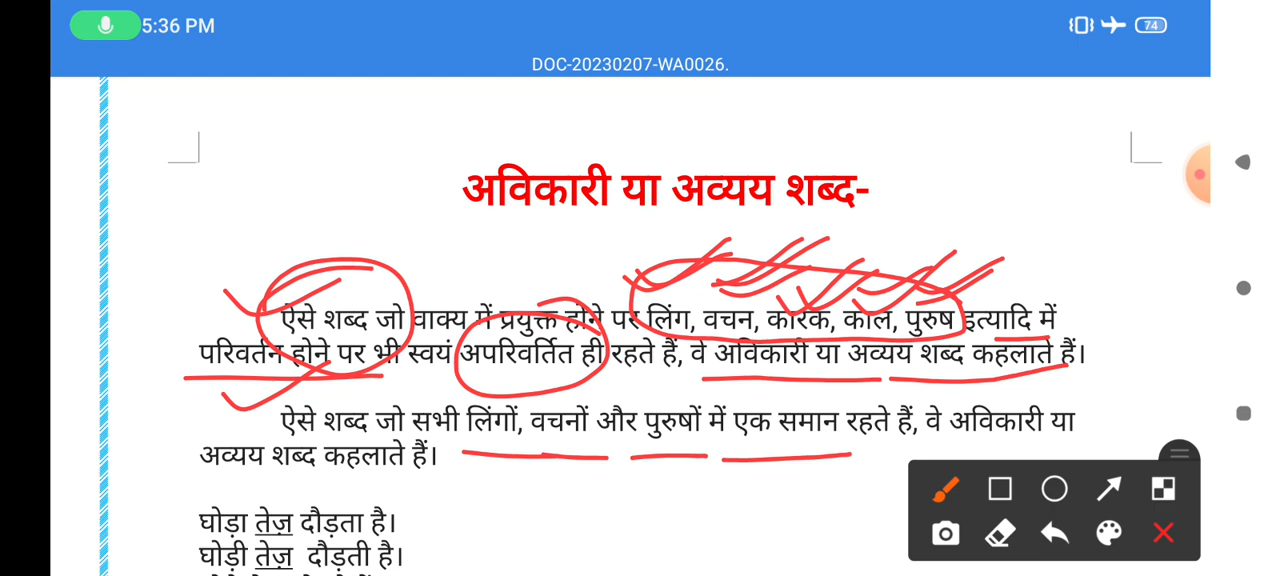 5:36 PM
74
DOC-20230207-WA0026.
अविकारी या अव्यय शब्द-
ऐसे शब्द जो वाक्य में प्रयुक्त होने पर लिंग, वचन, कारक, काल, पुरुष इत्यादि में
परिवर्तन होने पर भी स्वयं अपरिवर्तित ही रहते हैं, वे अविकारी या अव्यय शब्द कहलाते हैं।
ऐसे शब्द जो सभी लिंगों, वचनों और पुरुषों में एक समान रहते हैं, वे अविकारी या
अव्यय शब्द कहलाते हैं।
घोड़ा तेज़ दौड़ता है।
घोड़ी तेज़ दौड़ती है।